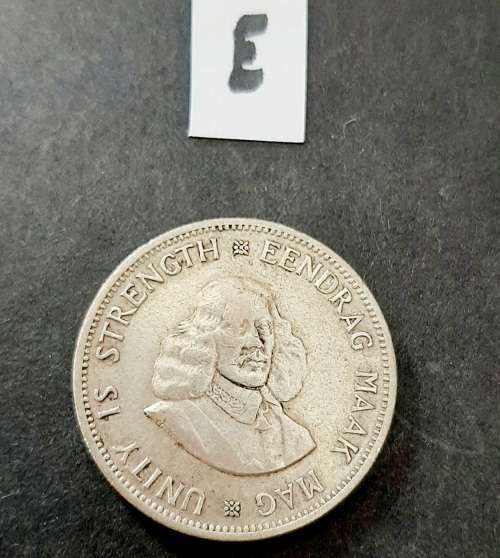 E
UNITY IS STRENGTH
EENDRAG MAAK MAG